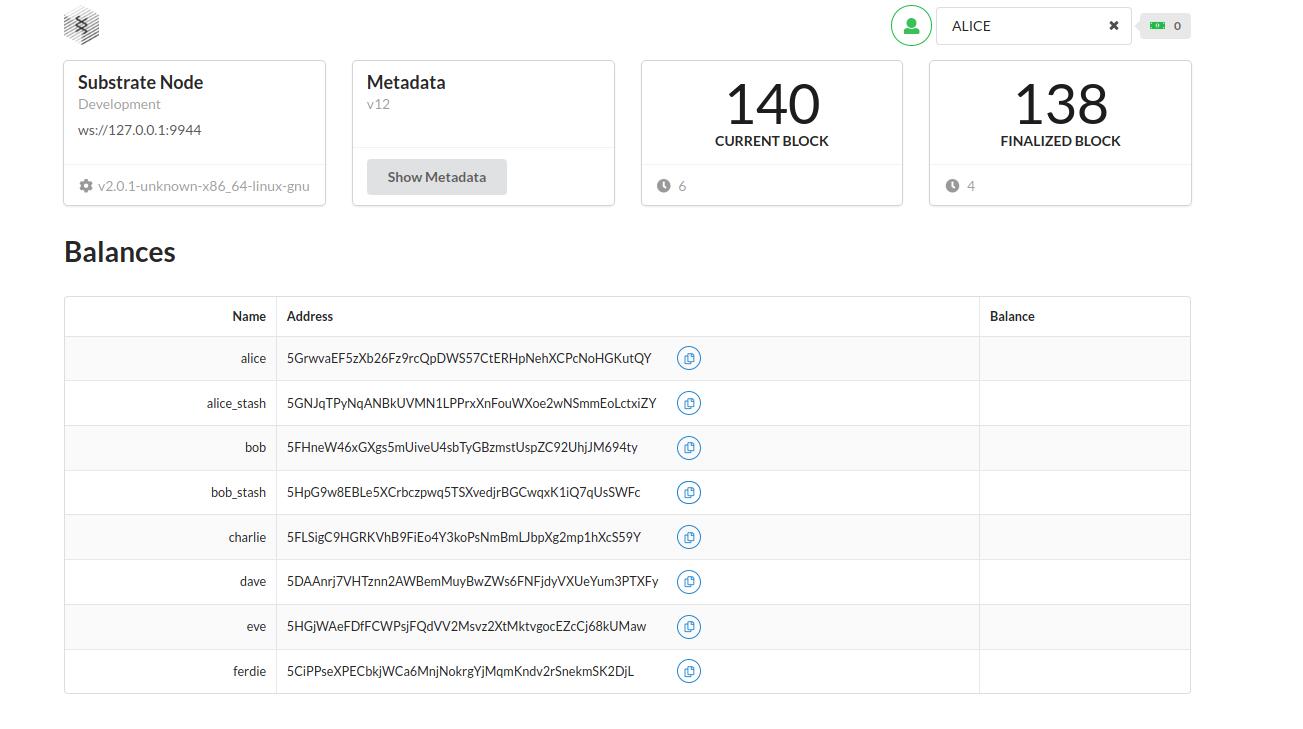 ALICE
0
Substrate Node
Development
ws://127.0.0.1:9944
v2.0.1-unknown-x86_64-linux-gnu
Metadata
v12
Show Metadata
140
CURRENT BLOCK
6
138
FINALIZED BLOCK
4
Balances
Name Address Balance
alice 5GrwvaEF5zXb26Fz9rcQpDWS57CtERHpNehXCPcNoHGKutQY
alice_stash 5GNJqTPyNqANBkUVMN1LPPrxXnFouWXoe2wNSmmEoLctxiZY
bob 5FHneW46xGXgs5mUiveU4sbTyGBzmstUspZC92UhjJM694ty
bob_stash 5HpG9w8EBLe5XCrbczpwq5TSXvedjrBGCwqxK1iQ7qUsSWFc
charlie 5FLSigC9HGRKVhB9FiEo4Y3koPsNmBmLJbpXg2mp1hXcS59Y
dave 5DAAnrj7VHTznn2AWBemMuyBwZWs6FNFjdyVXUeYum3PTXFy
eve 5HGjWAeFDfFCWPsjFQdVV2Msvz2XtMktvgocEZcCj68kUMaw
ferdie 5CiPPseXPECbkjWCa6MnjNokrgYjMqmKndv2rSnekmSK2DjL